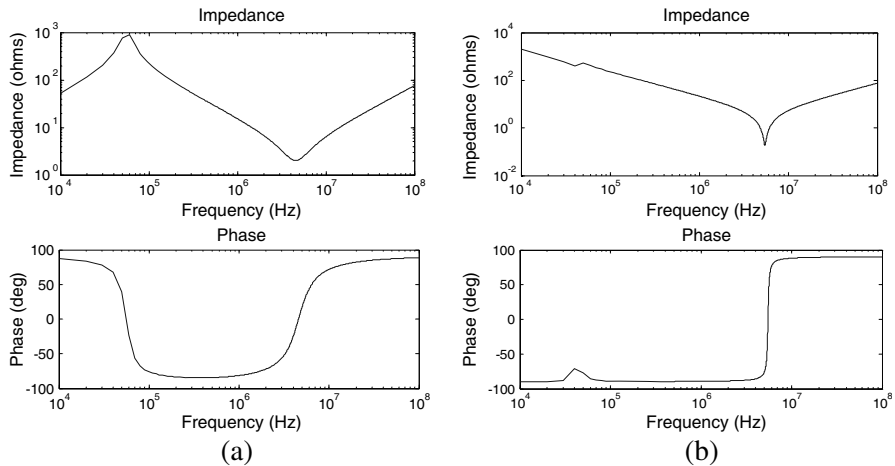 Impedance
Impedance (ohms)
10^3
10^2
10^1
10^0
10^4 10^5 10^6 10^7 10^8
Frequency (Hz)
Phase
Phase (deg)
100
50
0
-50
-100
10^4 10^5 10^6 10^7 10^8
Frequency (Hz)
(a)
Impedance
Impedance (ohms)
10^4
10^2
10^0
10^-2
10^4 10^5 10^6 10^7 10^8
Frequency (Hz)
Phase
Phase (deg)
100
50
0
-50
-100
10^4 10^5 10^6 10^7 10^8
Frequency (Hz)
(b)